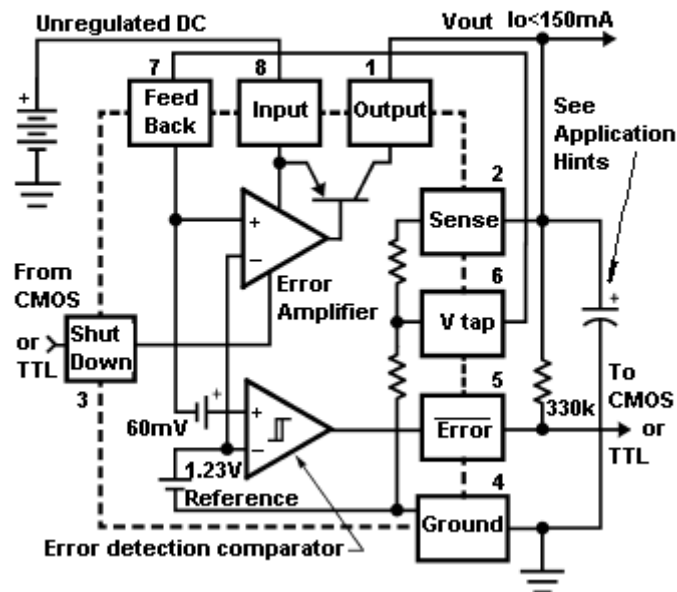 Unregulated DC
Vout Io<150mA
7
8
1
Feed
Back
Input
Output
See
Application
Hints
2
Sense
+
−
Error
Amplifier
6
V tap
From
CMOS
or
TTL
Shut
Down
3
5
Error
330k
To
CMOS
or
TTL
60mV
+
+
−
1.23V
Reference
4
Ground
Error detection comparator
+
+